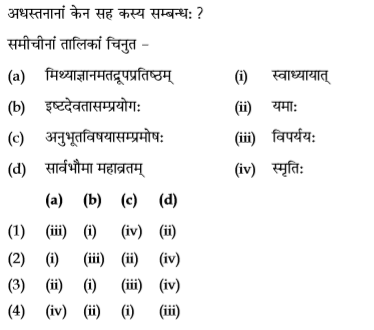 अधस्तनानां केन सह कस्य सम्बन्धः ?
समीचीनां तालिकां चिनुत –
(a) मिथ्याज्ञानमतद्रूपप्रतिष्ठम् (i) स्वाध्यायात्
(b) इष्टदेवतासम्प्रयोगः (ii) यमाः
(c) अनुभूतविषयासम्प्रमोषः (iii) विपर्ययः
(d) सार्वभौमा महाव्रतम् (iv) स्मृतिः
(a) (b) (c) (d)
(1) (iii) (i) (iv) (ii)
(2) (i) (iii) (ii) (iv)
(3) (ii) (i) (iii) (iv)
(4) (iv) (ii) (i) (iii)